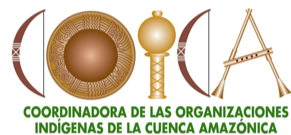 COICA
COORDINADORA DE LAS ORGANIZACIONES
INDÍGENAS DE LA CUENCA AMAZÓNICA